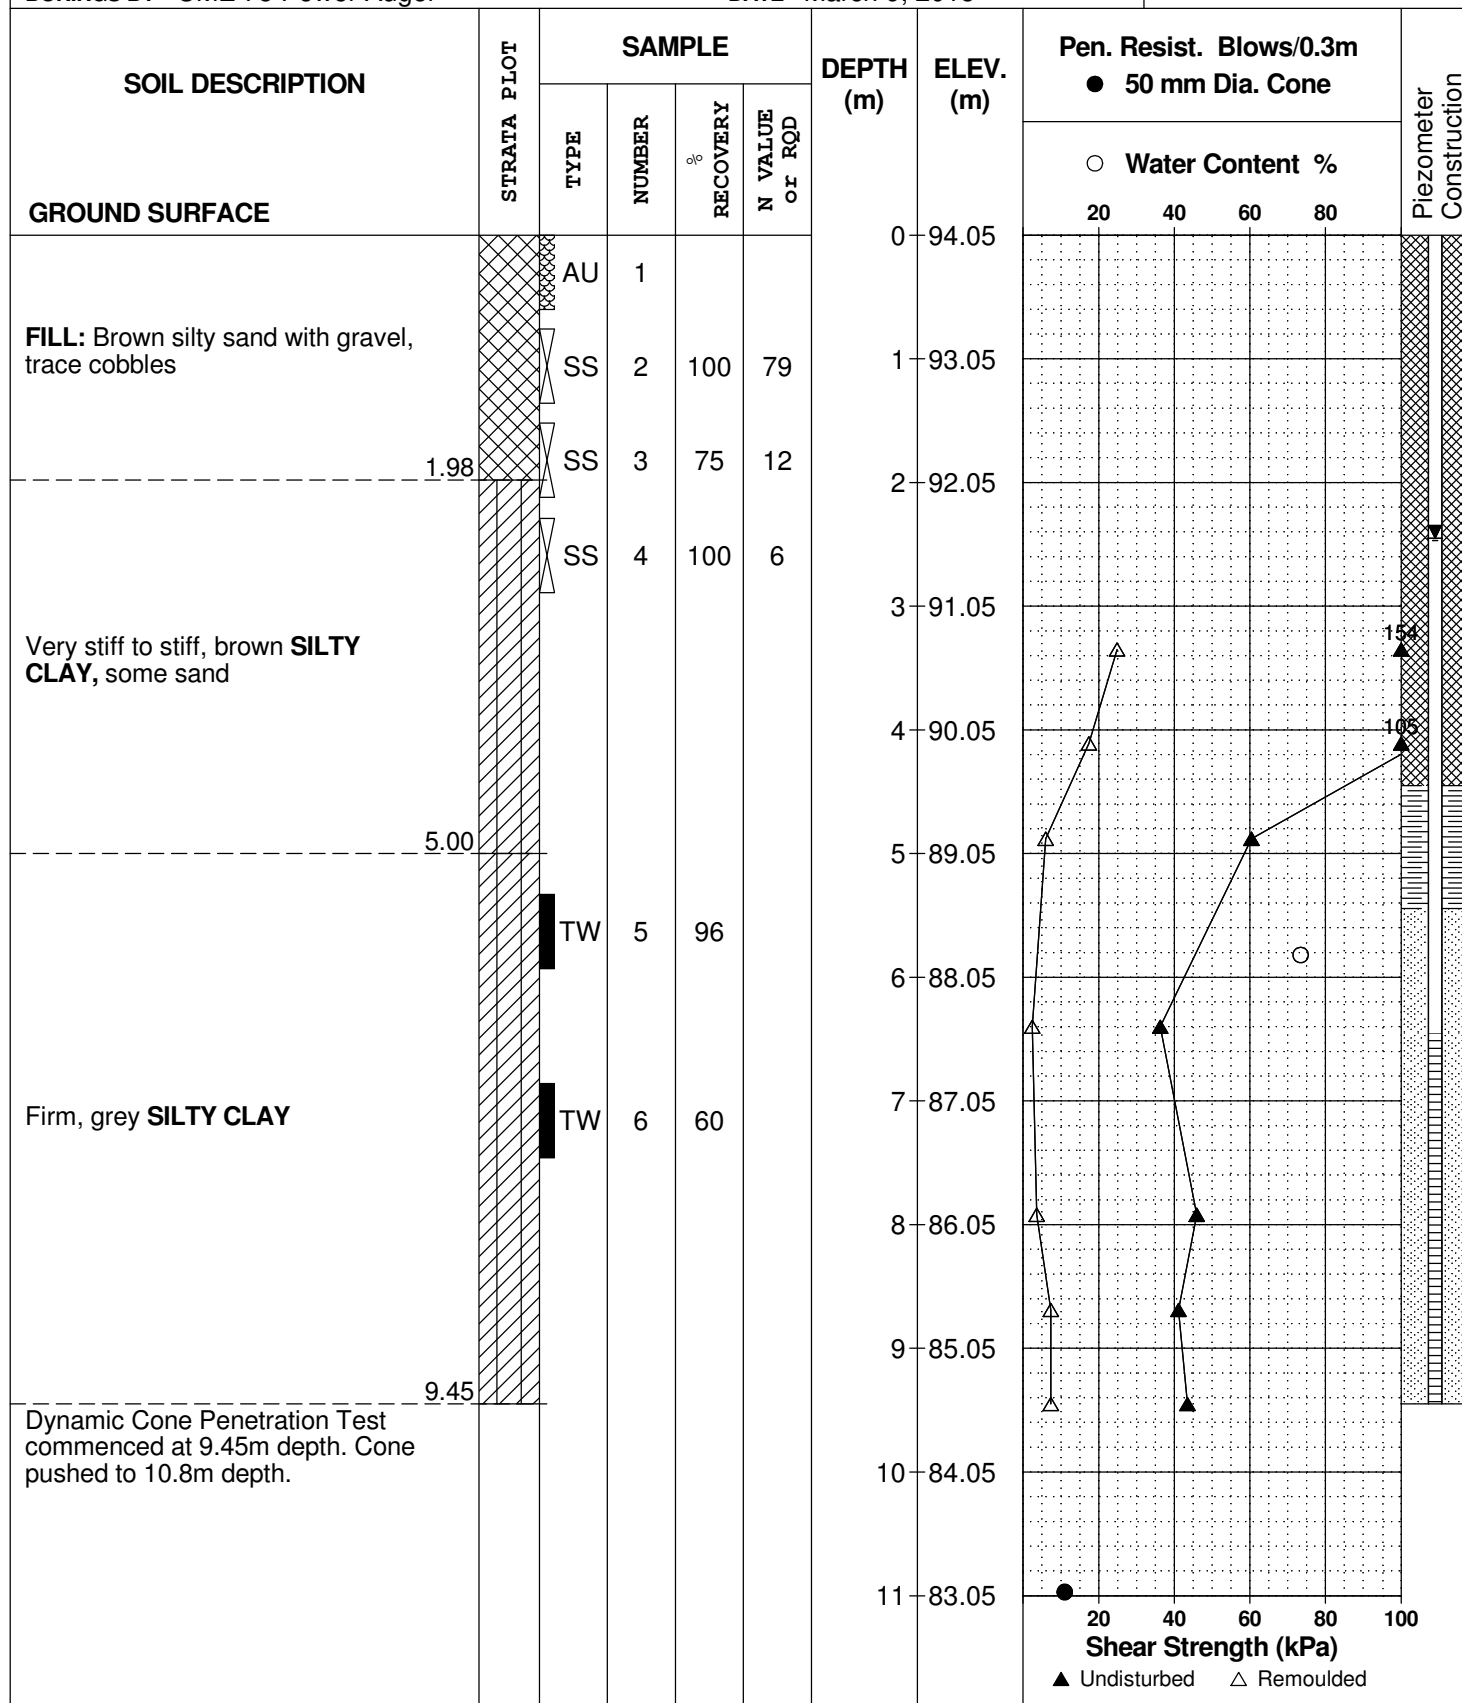 SOIL DESCRIPTION
GROUND SURFACE
STRATA PLOT
SAMPLE
TYPE
NUMBER
%
RECOVERY
N VALUE
or RQD
DEPTH
(m)
ELEV.
(m)
Pen. Resist. Blows/0.3m
● 50 mm Dia. Cone
○ Water Content %
20 40 60 80
Piezometer
Construction
0 94.05
AU 1
FILL: Brown silty sand with gravel,
trace cobbles
SS 2 100 79
1 93.05
SS 3 75 12
1.98
2 92.05
SS 4 100 6
3 91.05
154
Very stiff to stiff, brown SILTY
CLAY, some sand
4 90.05
105
5.00
5 89.05
TW 5 96
6 88.05
Firm, grey SILTY CLAY
TW 6 60
7 87.05
8 86.05
9 85.05
9.45
Dynamic Cone Penetration Test
commenced at 9.45m depth. Cone
pushed to 10.8m depth.
10 84.05
11 83.05
20 40 60 80 100
Shear Strength (kPa)
▲ Undisturbed △ Remoulded